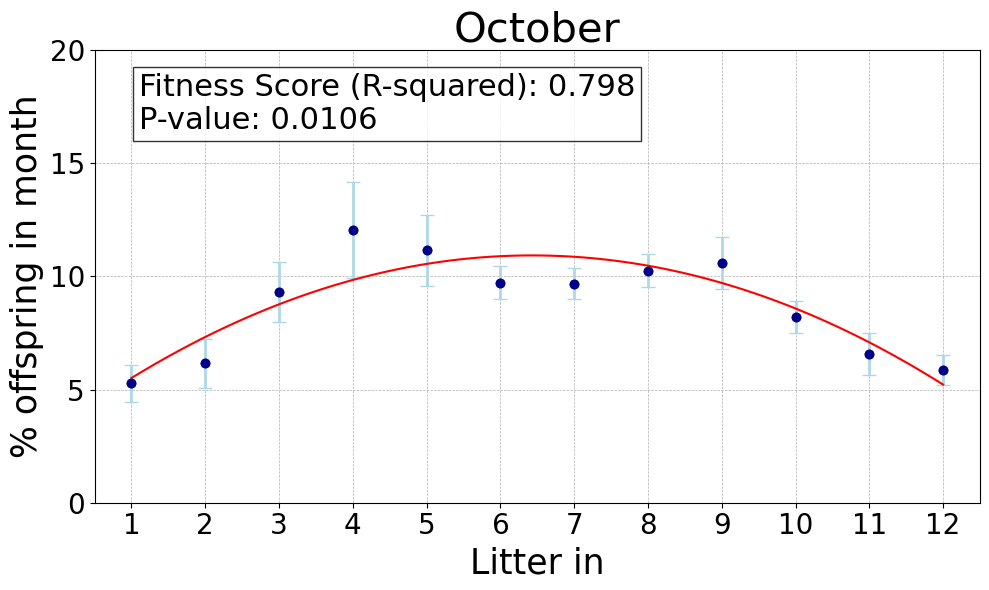 October
Fitness Score (R-squared): 0.798
P-value: 0.0106
% offspring in month
20
15
10
5
0
1 2 3 4 5 6 7 8 9 10 11 12
Litter in